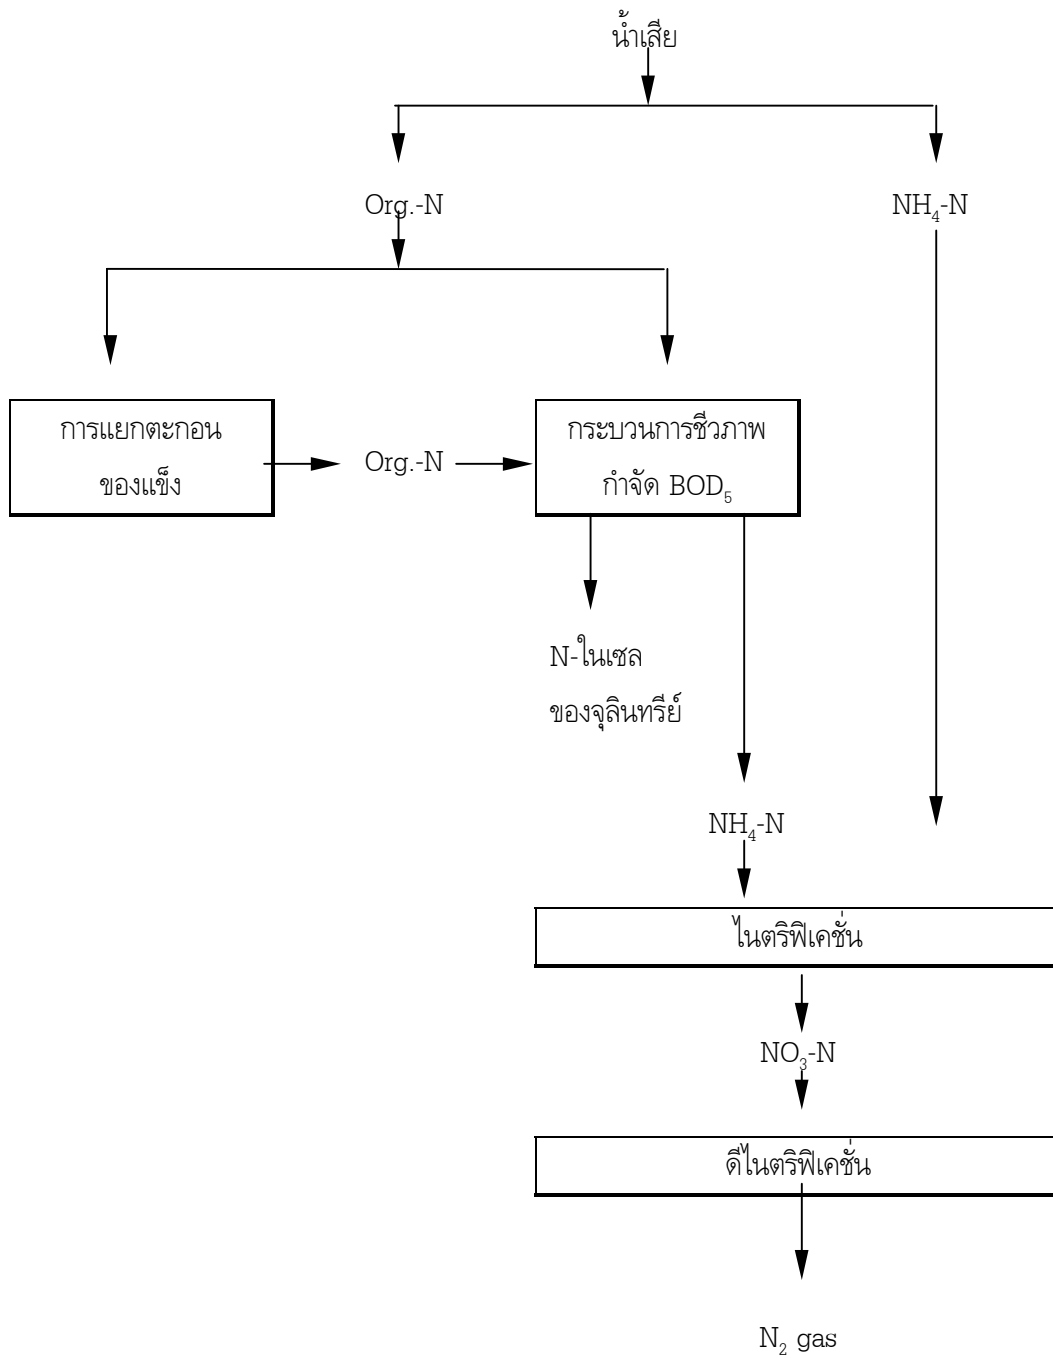 น้ำเสีย
Org.-N
NH₄-N
การแยกตะกอน
ของแข็ง
Org.-N
กระบวนการชีวภาพ
กำจัด BOD₅
N-ในเซล
ของจุลินทรีย์
NH₄-N
ไนตริฟิเคชั่น
NO₃-N
ดีไนตริฟิเคชั่น
N₂ gas